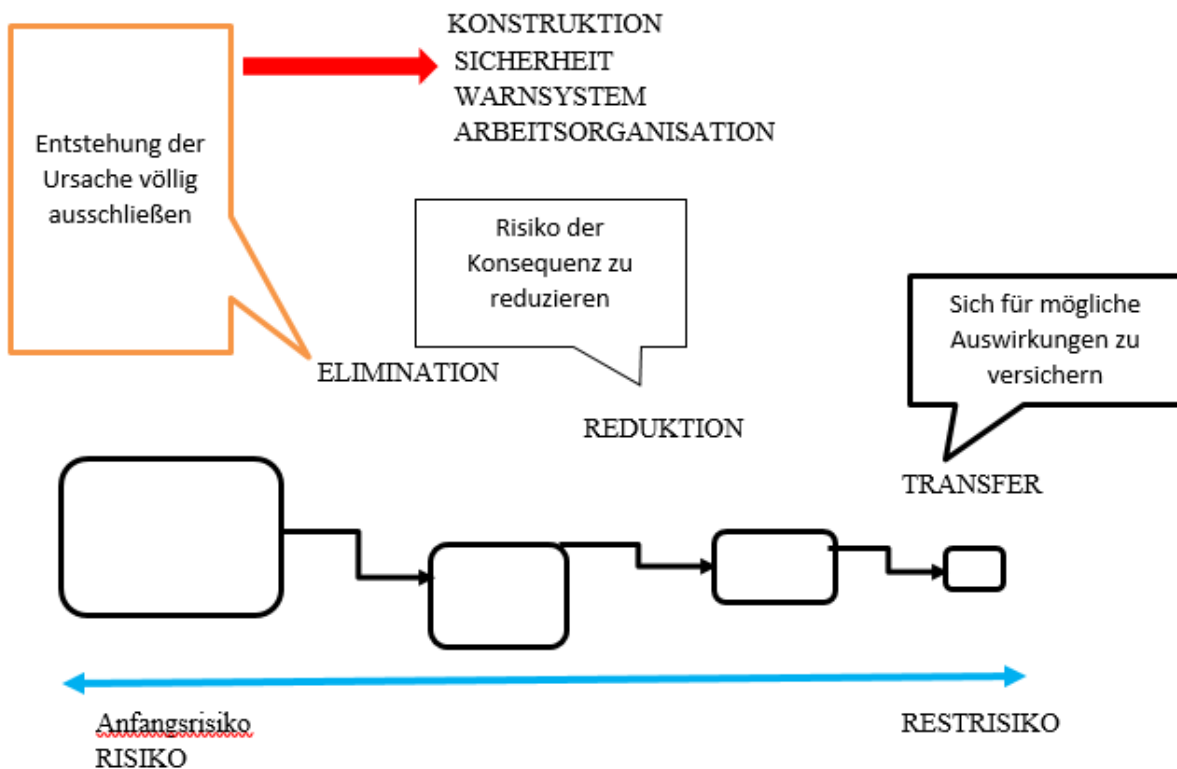 KONSTRUKTION
SICHERHEIT
WARNSYSTEM
ARBEITSORGANISATION
Entstehung der
Ursache völlig
ausschließen
Risiko der
Konsequenz zu
reduzieren
Sich für mögliche
Auswirkungen zu
versichern
ELIMINATION
REDUKTION
TRANSFER
Anfangsrisiko
RISIKO
RESTRISIKO